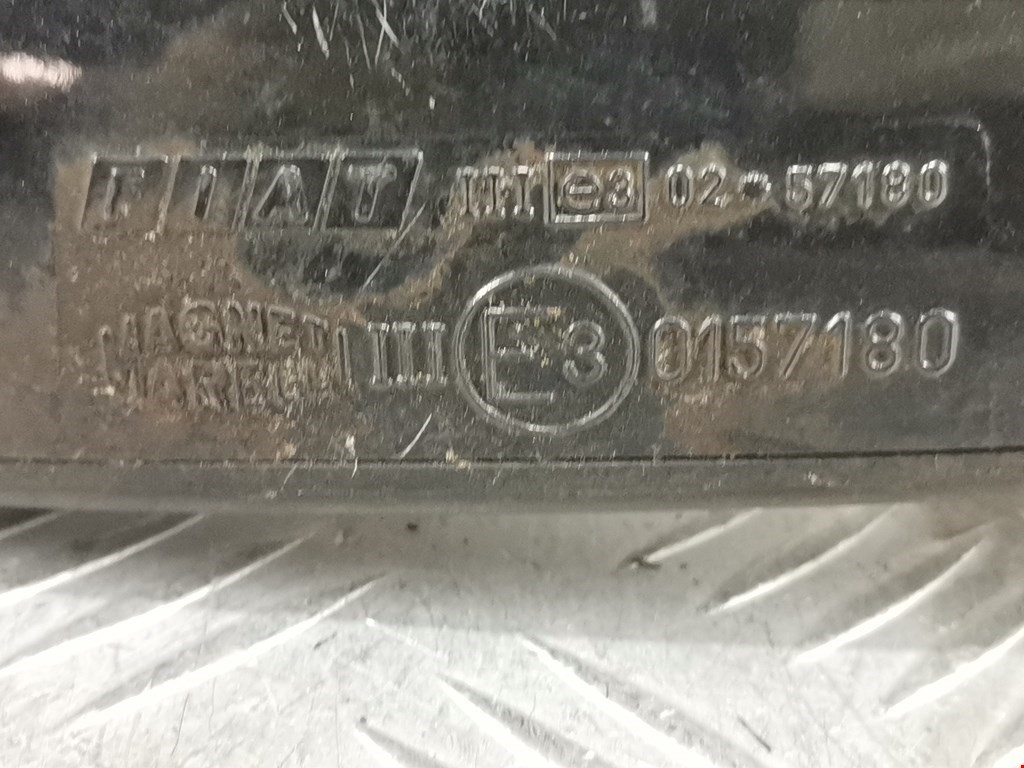 FIAT III e3 02*57180
MAGNETI III E3 0157180
MARELLI